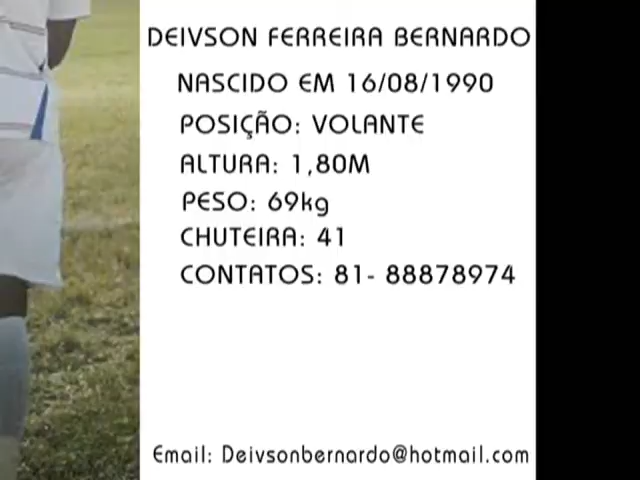 DEIVSON FERREIRA BERNARDO
NASCIDO EM 16/08/1990
POSIÇÃO: VOLANTE
ALTURA: 1,80M
PESO: 69kg
CHUTEIRA: 41
CONTATOS: 81- 88878974
Email: Deivsonbernardo@hotmail.com